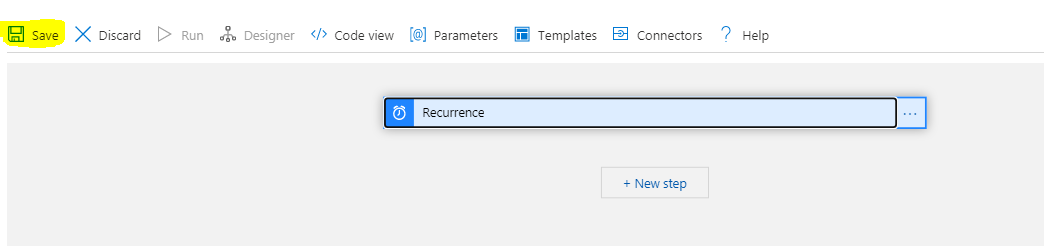 Save Discard Run Designer </> Code view [@] Parameters Templates Connectors ? Help
Recurrence ...
+ New step